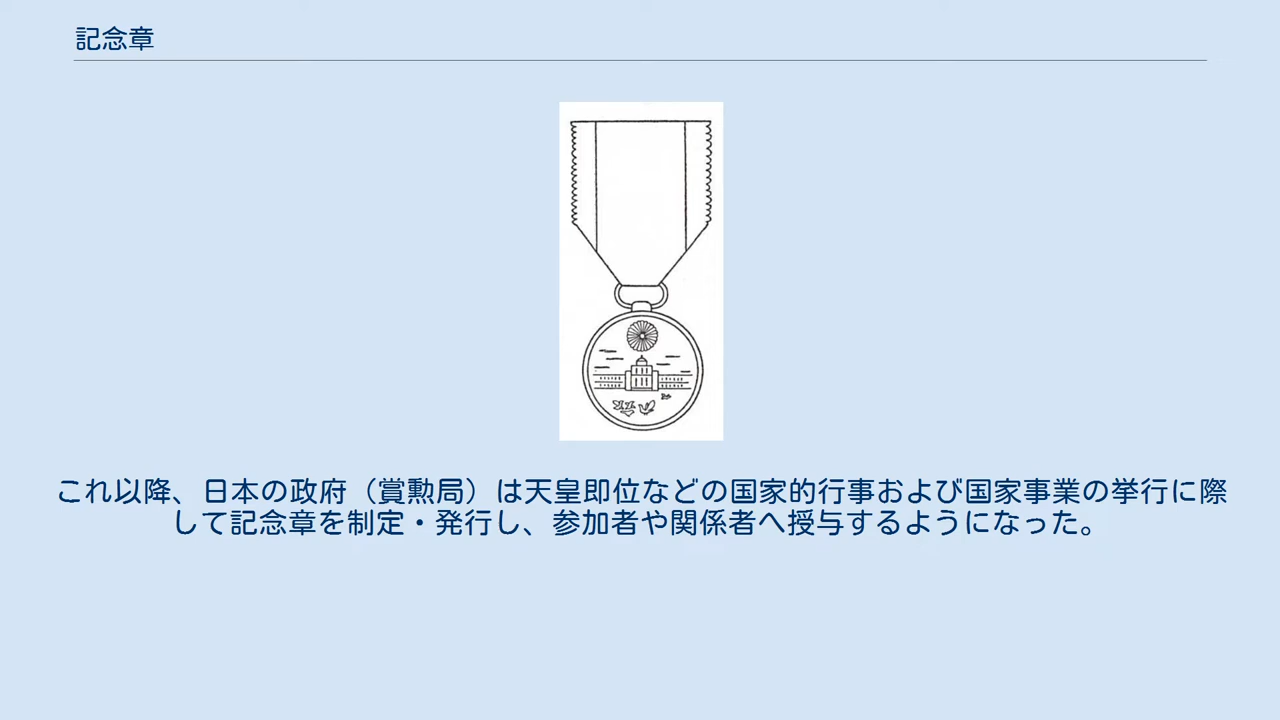 記念章
これ以降、日本の政府（賞勲局）は天皇即位などの国家的行事および国家事業の挙行に際
して記念章を制定・発行し、参加者や関係者へ授与するようになった。